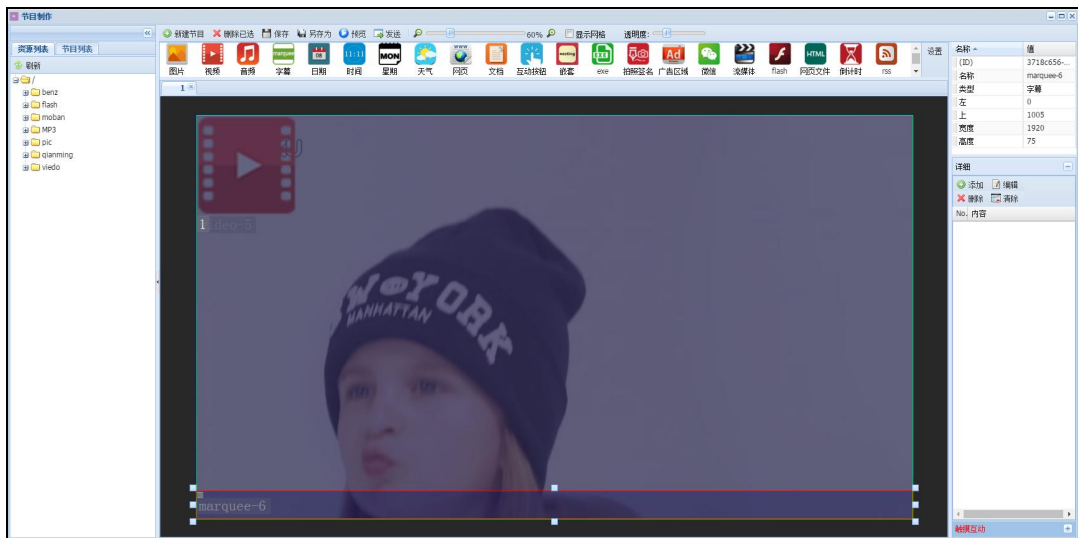 节目制作
新建节目 删除已选 保存 另存为 预览 发送 60% 显示网格 透明度:
资源列表 节目列表
刷新
/
benz
flash
moban
MP3
pic
qianming
viedo
marquee 08 11:11 MON www meeting EXE Ad HTML
图片 视频 音频 字幕 日期 时间 星期 天气 网页 文档 互动按钮 嵌套 exe 拍照签名 广告区域 微信 流媒体 flash 网页文件 倒计时 rss
设置
1
1 deo-5
W YORK
MANHATTAN
marquee-6
名称 值
(ID) 3718c656-...
名称 marquee-6
类型 字幕
左 0
上 1005
宽度 1920
高度 75
详细
添加 编辑
删除 清除
No. 内容
触摸互动